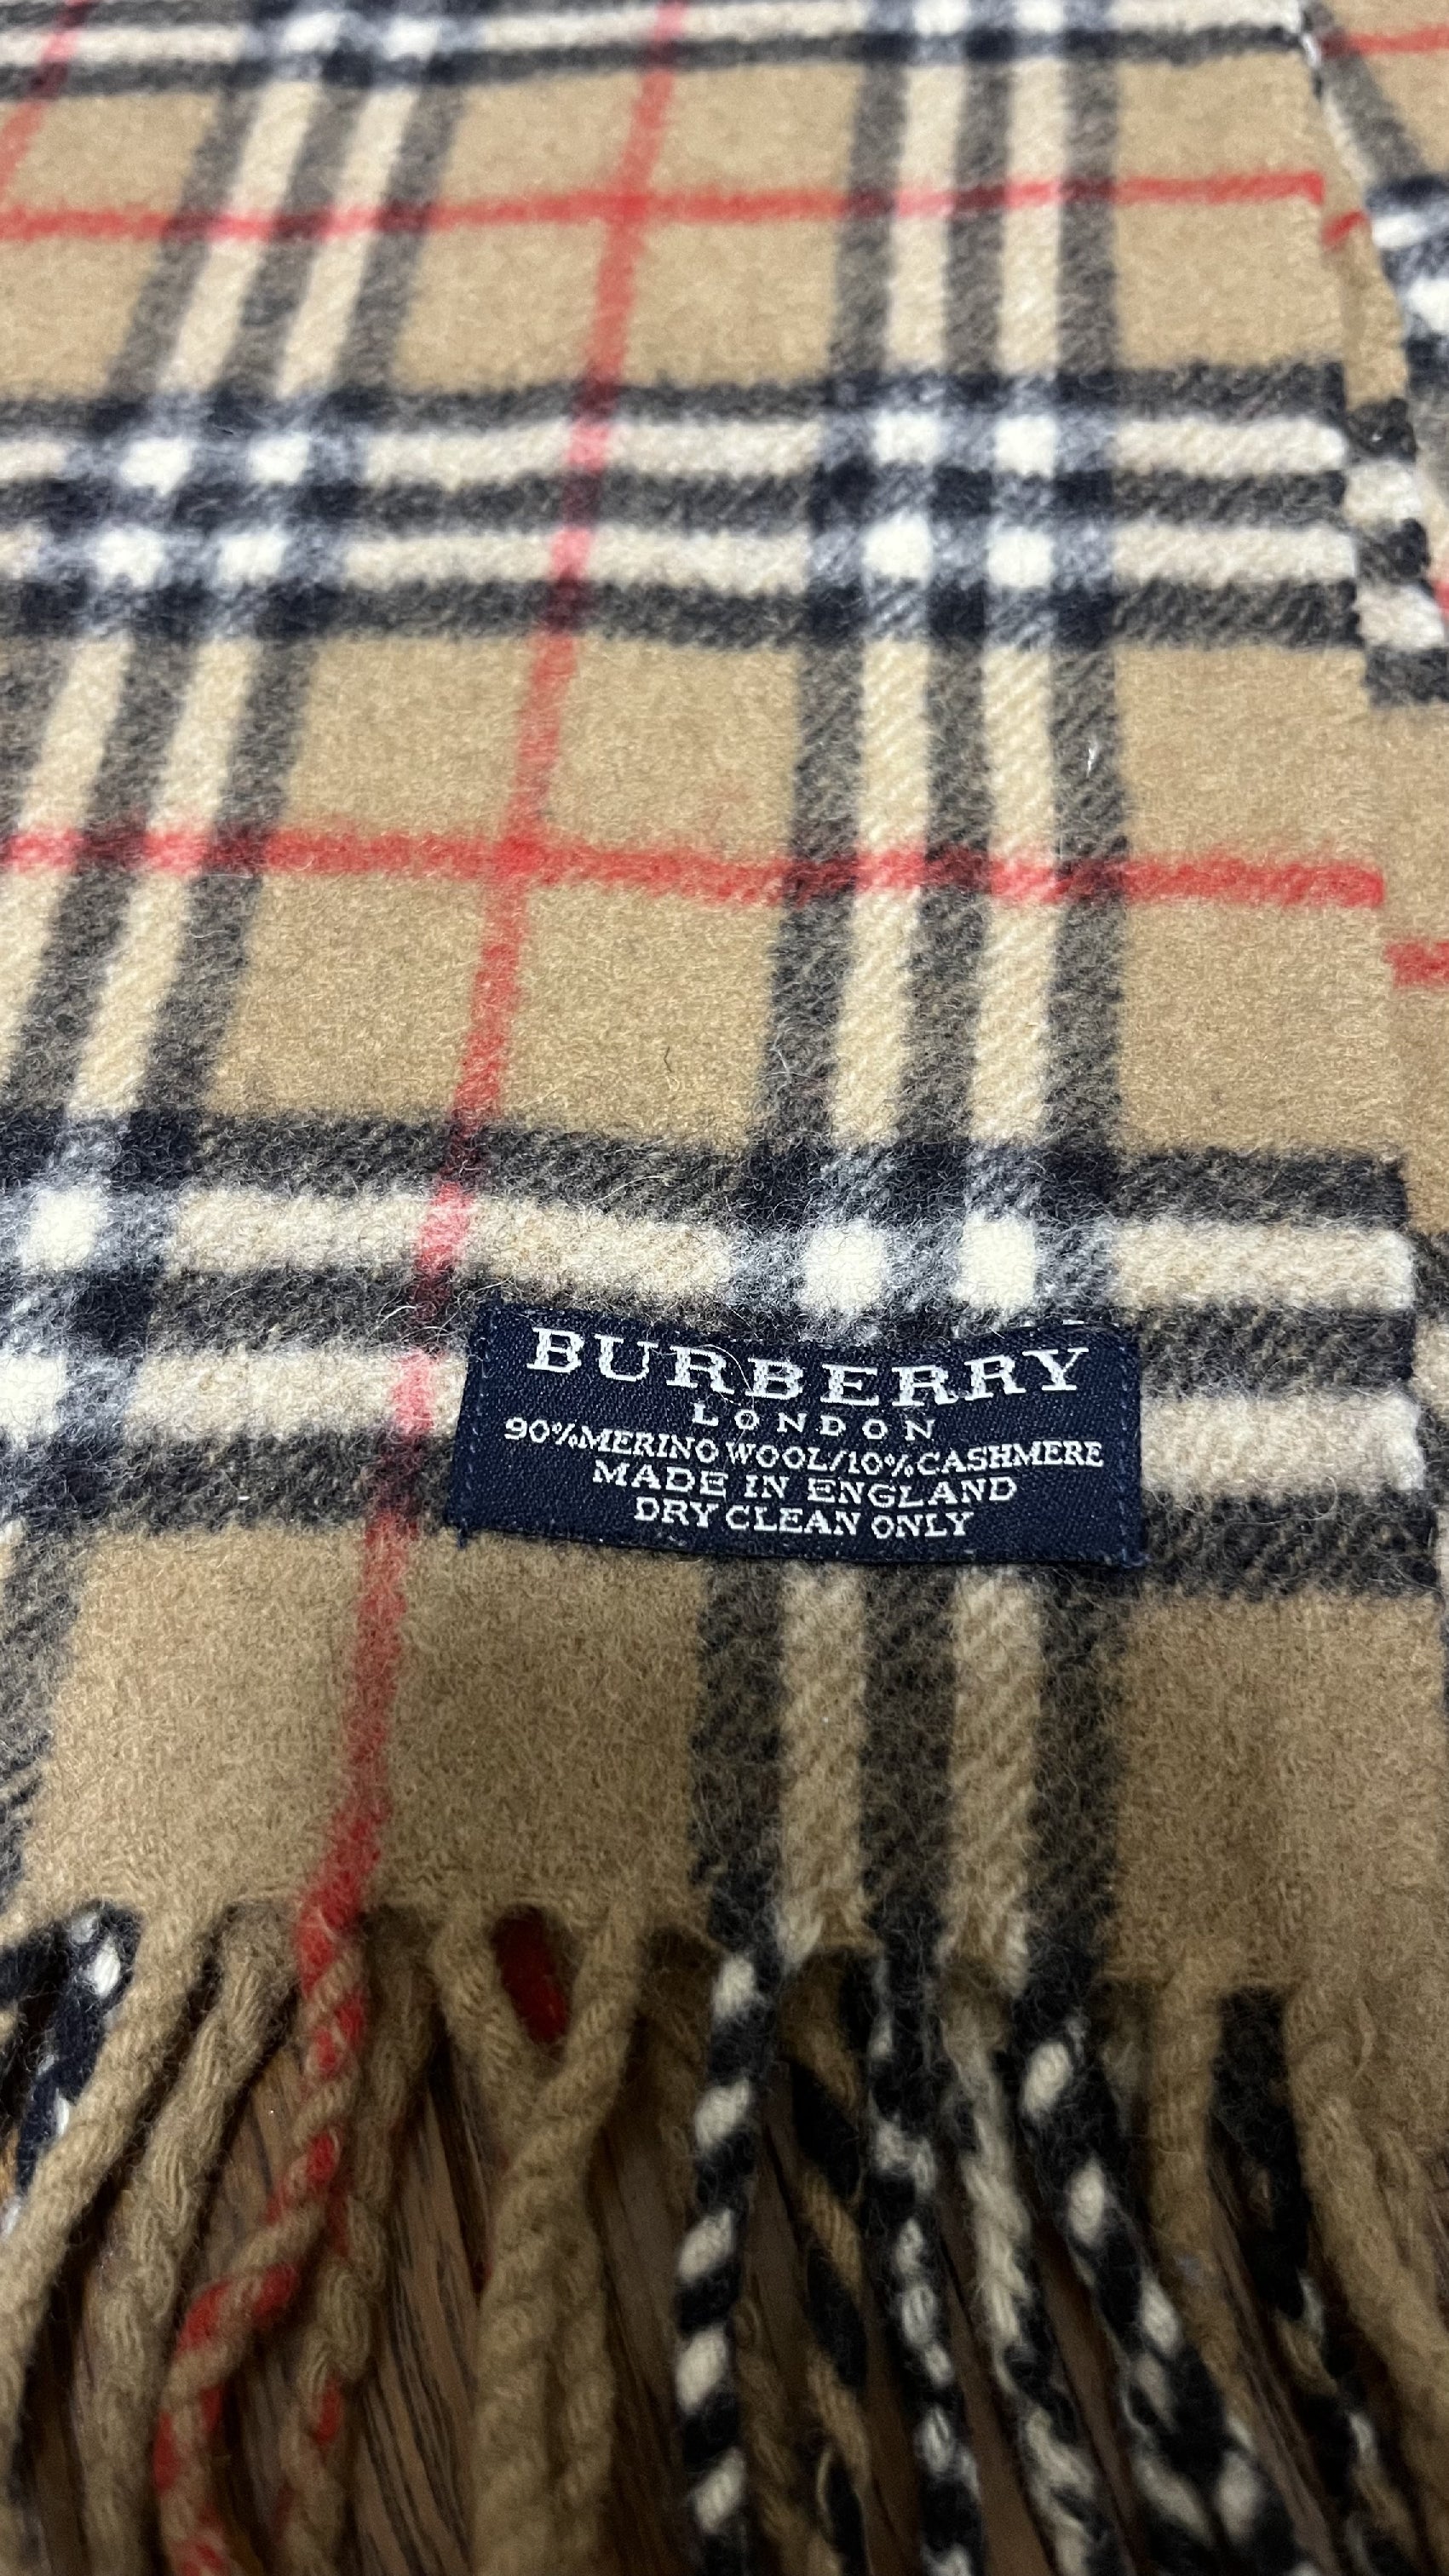 BURBERRY
LONDON
90%MERINO WOOL/10%CASHMERE
MADE IN ENGLAND
DRY CLEAN ONLY